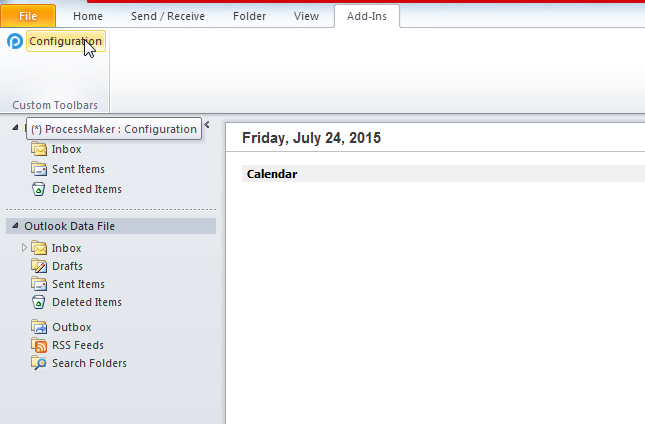 File Home Send / Receive Folder View Add-Ins
Configuration
Custom Toolbars
(*) ProcessMaker : Configuration
Inbox
Sent Items
Deleted Items
Outlook Data File
Inbox
Drafts
Sent Items
Deleted Items
Outbox
RSS Feeds
Search Folders
Friday, July 24, 2015
Calendar